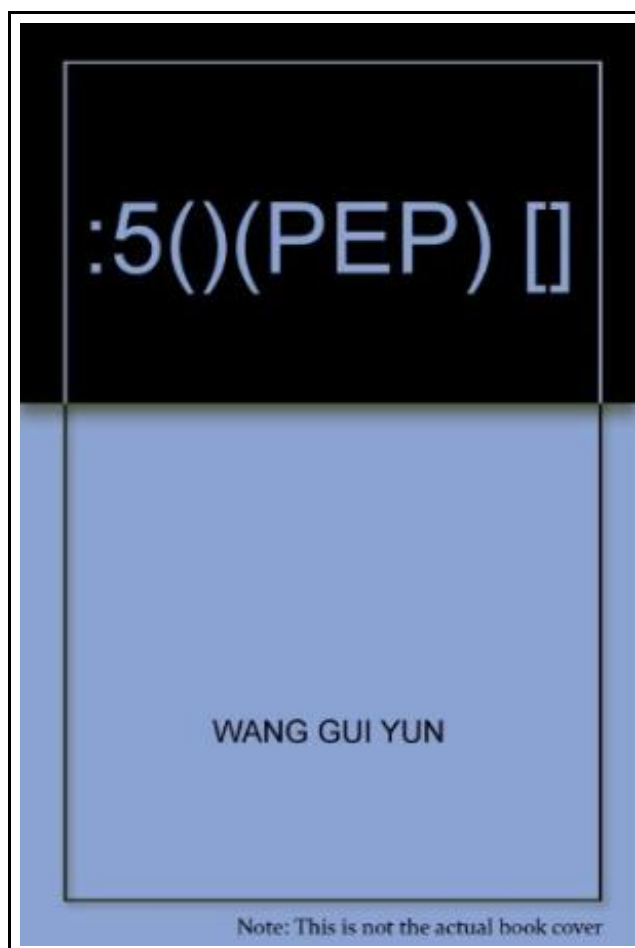 :5()(PEP) []
WANG GUI YUN
Note: This is not the actual book cover